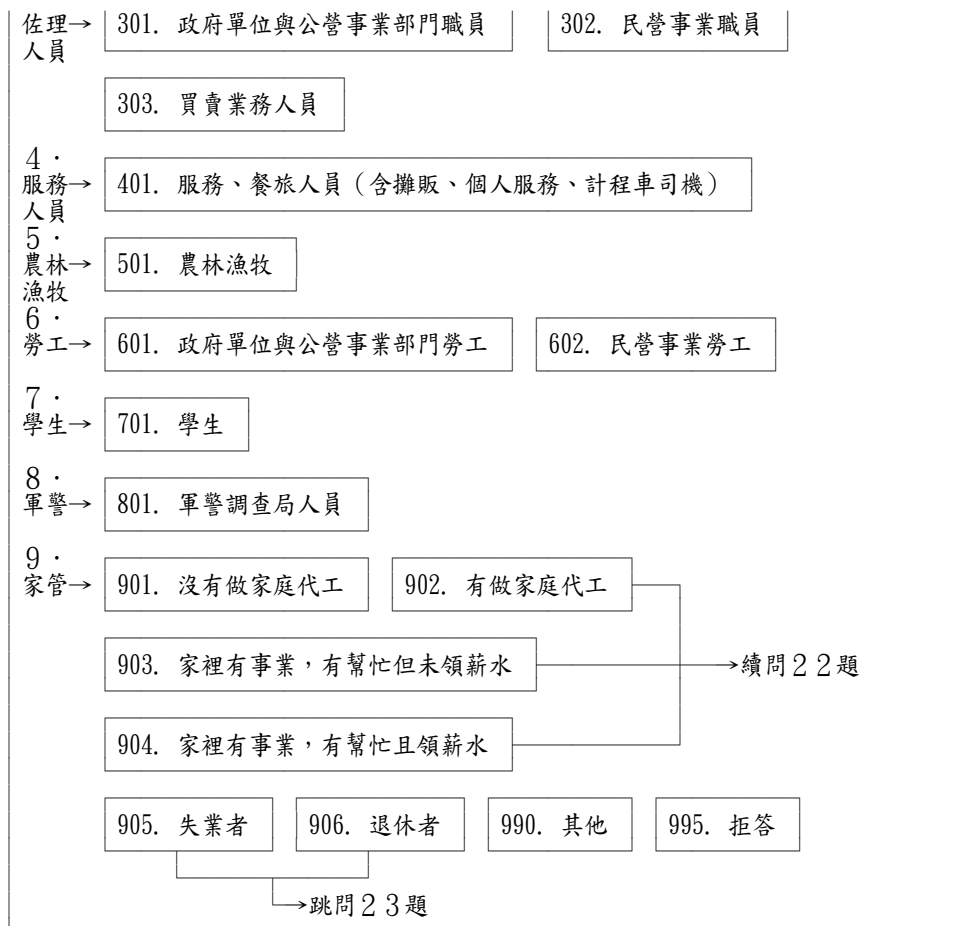 佐理→ 301. 政府單位與公營事業部門職員 302. 民營事業職員
人員
303. 買賣業務人員
4．
服務→ 401. 服務、餐旅人員（含攤販、個人服務、計程車司機）
人員
5．
農林→ 501. 農林漁牧
漁牧
6．
勞工→ 601. 政府單位與公營事業部門勞工 602. 民營事業勞工
7．
學生→ 701. 學生
8．
軍警→ 801. 軍警調查局人員
9．
家管→ 901. 沒有做家庭代工 902. 有做家庭代工
903. 家裡有事業，有幫忙但未領薪水 →續問２２題
904. 家裡有事業，有幫忙且領薪水
905. 失業者 906. 退休者 990. 其他 995. 拒答
→跳問２３題